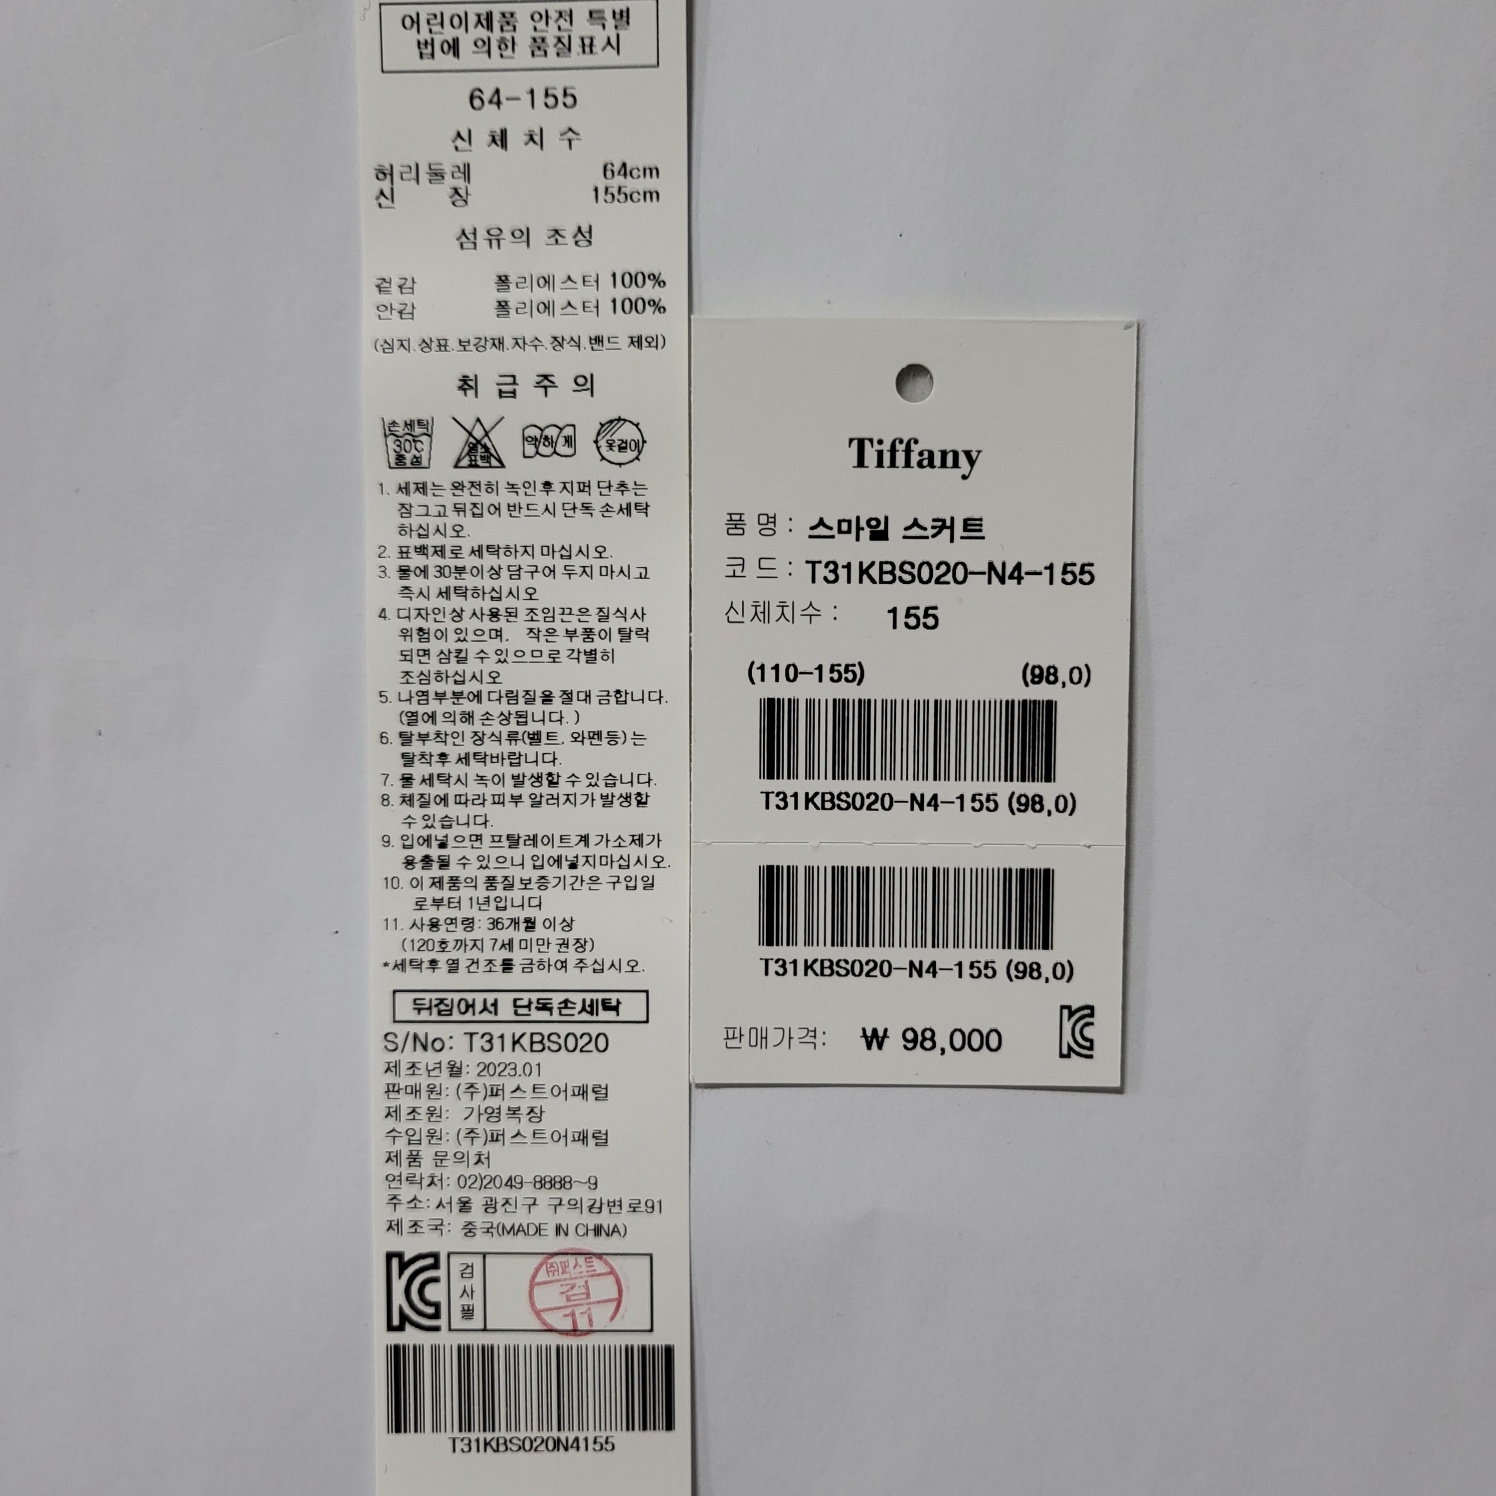 어린이제품 안전 특별
법에 의한 품질표시
64-155
신 체 치 수
허리둘레 64cm
신 장 155cm
섬유의 조성
겉감 폴리에스터 100%
안감 폴리에스터 100%
(심지.상표.보강재.자수.장식.밴드 제외)
취 급 주 의
손세탁 30℃ 중성
염소 표백
약하게
옷걸이
1. 세제는 완전히 녹인후 지퍼 단추는
잠그고 뒤집어 반드시 단독 손세탁
하십시오.
2. 표백제로 세탁하지 마십시오.
3. 물에 30분이상 담구어 두지 마시고
즉시 세탁하십시오
4. 디자인상 사용된 조임끈은 질식사
위험이 있으며, 작은 부품이 탈락
되면 삼킬 수 있으므로 각별히
조심하십시오
5. 나염부분에 다림질을 절대 금합니다.
(열에 의해 손상됩니다. )
6. 탈부착인 장식류(벨트, 와펜등) 는
탈착후 세탁바랍니다.
7. 물 세탁시 녹이 발생할 수 있습니다.
8. 체질에 따라 피부 알러지가 발생할
수 있습니다.
9. 입에넣으면 프탈레이트계 가소제가
용출될 수 있으니 입에넣지마십시오.
10. 이 제품의 품질보증기간은 구입일
로부터 1년입니다
11. 사용연령: 36개월 이상
(120호까지 7세 미만 권장)
*세탁후 열 건조를 금하여 주십시오.
뒤집어서 단독손세탁
S/No: T31KBS020
제조년월: 2023.01
판매원: (주)퍼스트어패럴
제조원: 가영복장
수입원: (주)퍼스트어패럴
제품 문의처
연락처: 02)2049-8888~9
주소: 서울 광진구 구의강변로91
제조국: 중국(MADE IN CHINA)
KC 검사필 (주)퍼스트 검 11
T31KBS020N4155
Tiffany
품 명 : 스마일 스커트
코 드 : T31KBS020-N4-155
신체치수 : 155
(110-155) (98,0)
T31KBS020-N4-155 (98,0)
T31KBS020-N4-155 (98,0)
판매가격: ₩ 98,000 KC